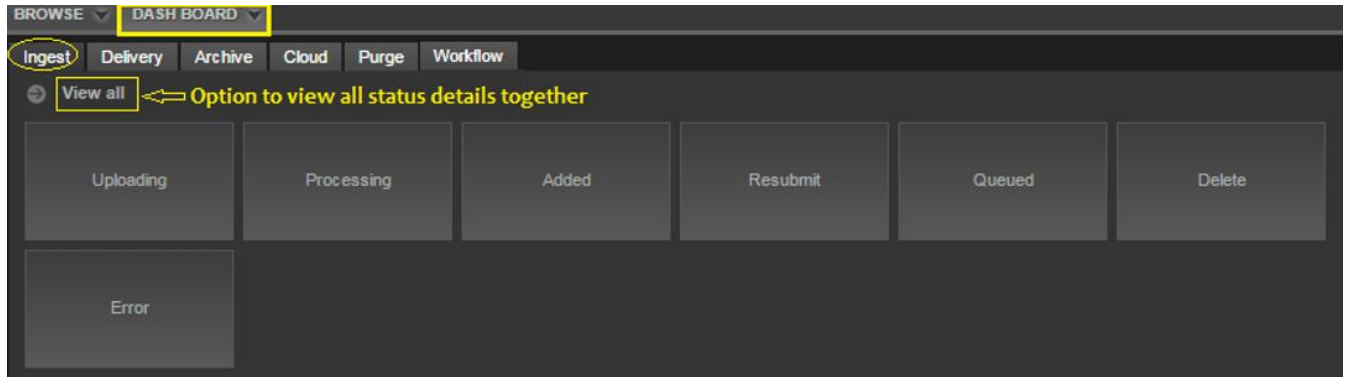 BROWSE DASH BOARD
Ingest Delivery Archive Cloud Purge Workflow
View all Option to view all status details together
Uploading Processing Added Resubmit Queued Delete
Error